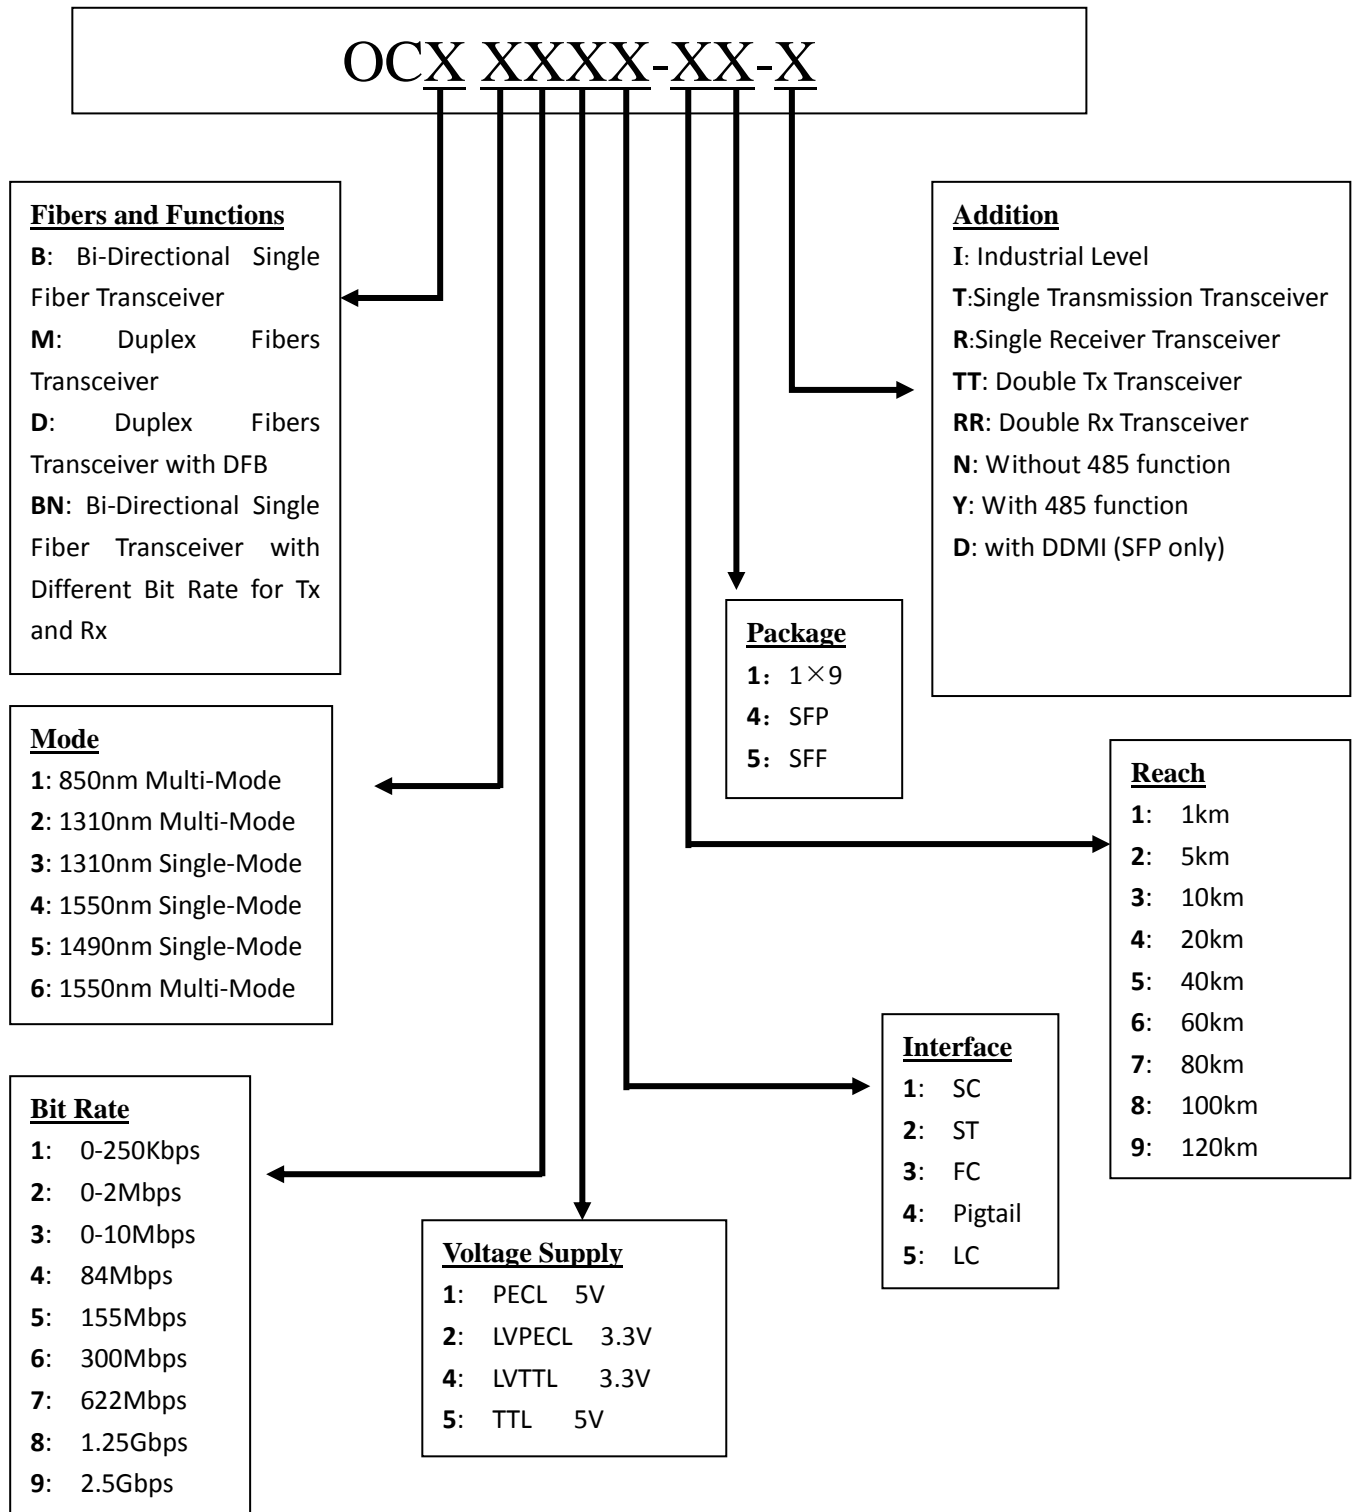 OCX XXXX-XX-X
Fibers and Functions
B: Bi-Directional Single
Fiber Transceiver
M: Duplex Fibers
Transceiver
D: Duplex Fibers
Transceiver with DFB
BN: Bi-Directional Single
Fiber Transceiver with
Different Bit Rate for Tx
and Rx
Addition
I: Industrial Level
T:Single Transmission Transceiver
R:Single Receiver Transceiver
TT: Double Tx Transceiver
RR: Double Rx Transceiver
N: Without 485 function
Y: With 485 function
D: with DDMI (SFP only)
Package
1： 1×9
4： SFP
5： SFF
Mode
1: 850nm Multi-Mode
2: 1310nm Multi-Mode
3: 1310nm Single-Mode
4: 1550nm Single-Mode
5: 1490nm Single-Mode
6: 1550nm Multi-Mode
Reach
1: 1km
2: 5km
3: 10km
4: 20km
5: 40km
6: 60km
7: 80km
8: 100km
9: 120km
Interface
1: SC
2: ST
3: FC
4: Pigtail
5: LC
Bit Rate
1: 0-250Kbps
2: 0-2Mbps
3: 0-10Mbps
4: 84Mbps
5: 155Mbps
6: 300Mbps
7: 622Mbps
8: 1.25Gbps
9: 2.5Gbps
Voltage Supply
1: PECL 5V
2: LVPECL 3.3V
4: LVTTL 3.3V
5: TTL 5V